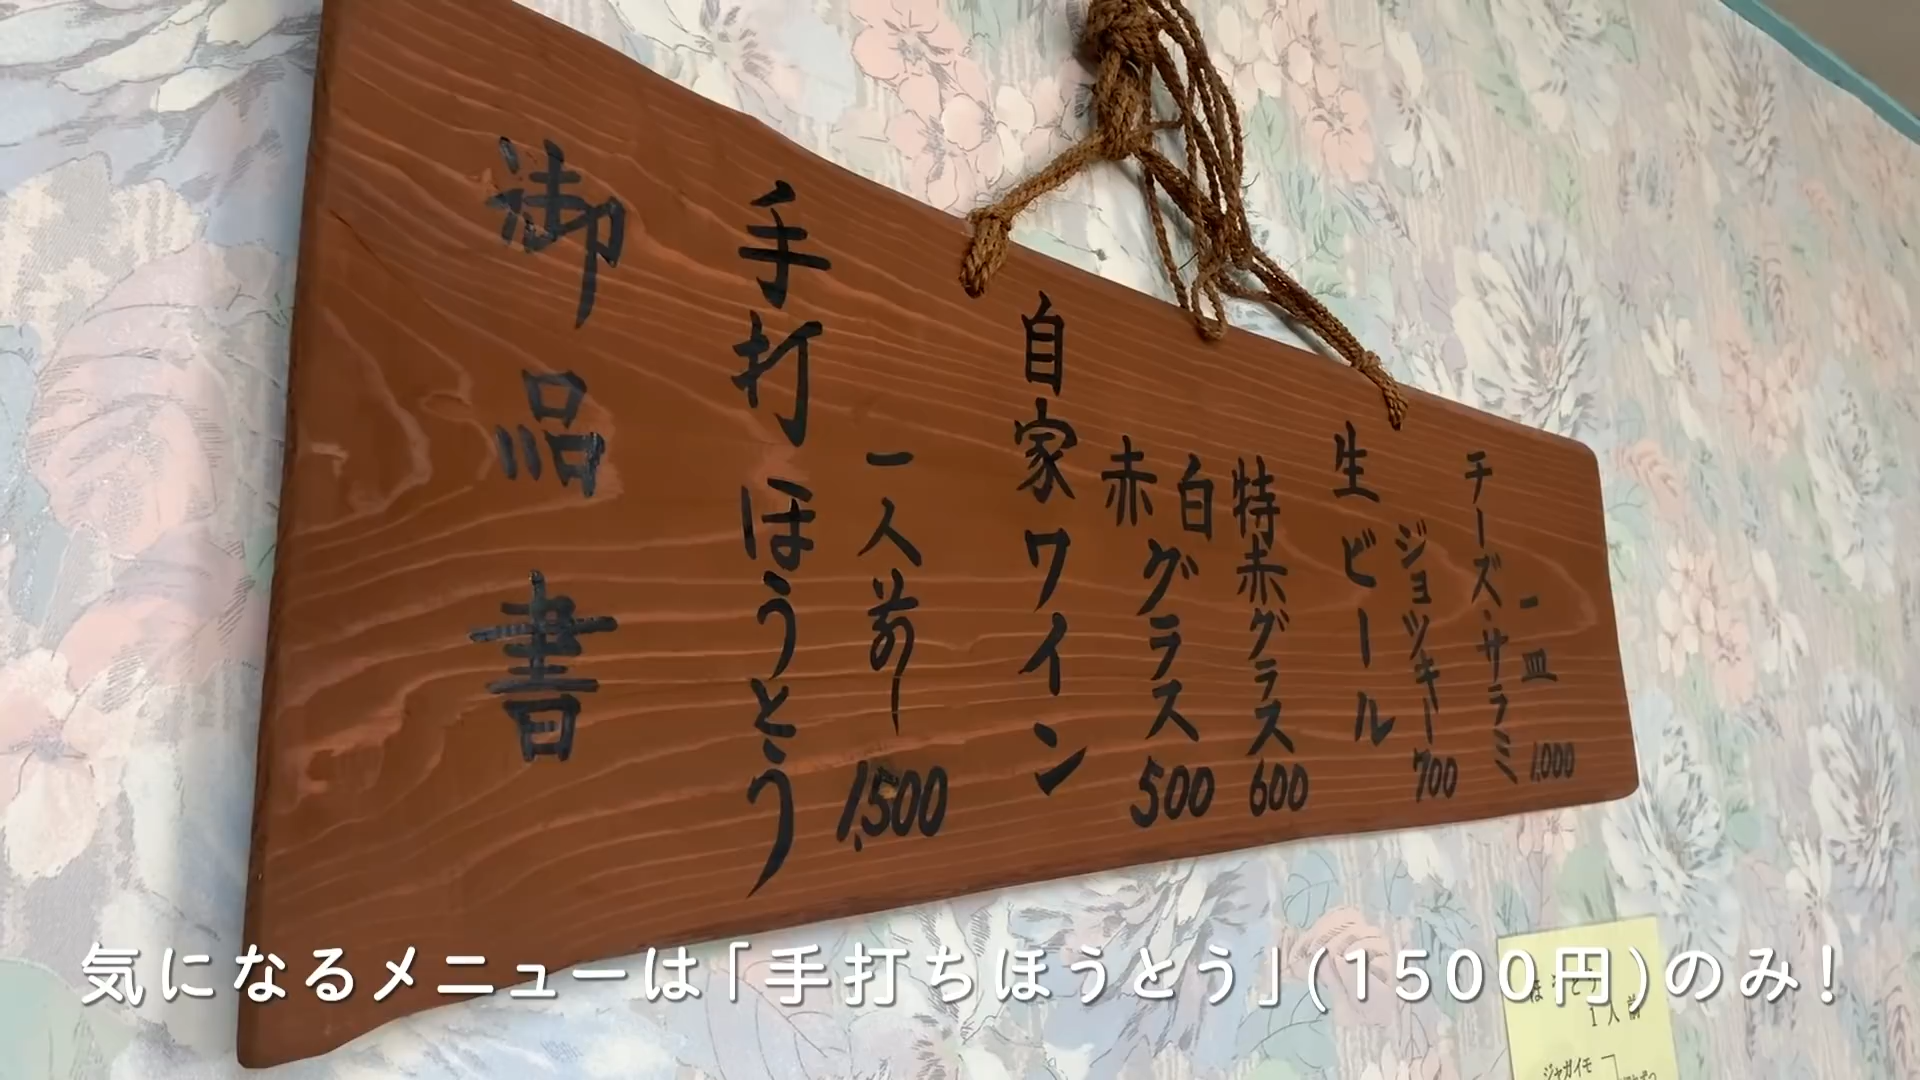 御品書
手打ほうとう
一人前 1,500
自家ワイン
赤 白 グラス 500
特赤グラス 600
生ビール
ジョッキー 700
チーズ・サラミ
一皿 1,000
気になるメニューは「手打ちほうとう」(1500円)のみ!
ほうとう
1人前
ジャガイモ